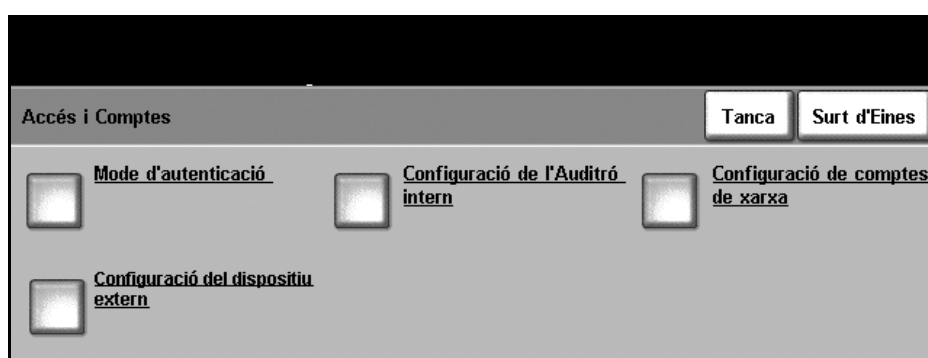 Accés i Comptes
Tanca
Surt d'Eines
Mode d'autenticació
Configuració de l'Auditró
intern
Configuració de comptes
de xarxa
Configuració del dispositiu
extern